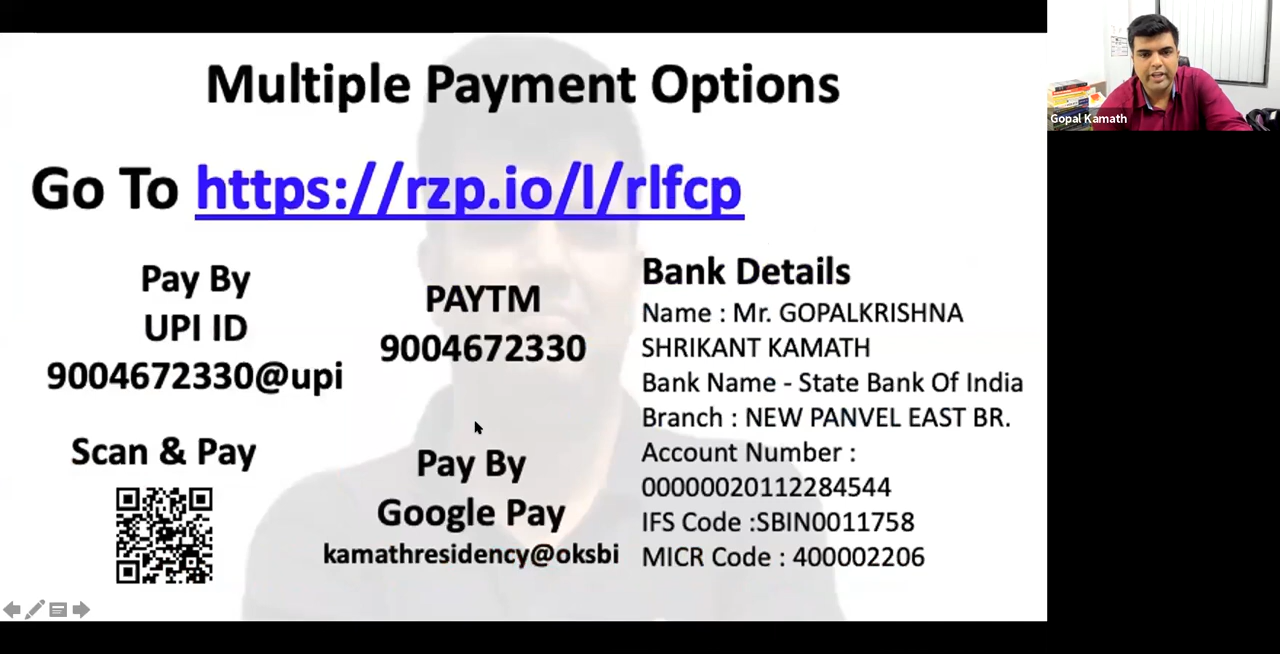 Multiple Payment Options
Go To https://rzp.io/l/rlfcp
Pay By
UPI ID
9004672330@upi
Scan & Pay
PAYTM
9004672330
Pay By
Google Pay
kamathresidency@oksbi
Bank Details
Name : Mr. GOPALKRISHNA
SHRIKANT KAMATH
Bank Name - State Bank Of India
Branch : NEW PANVEL EAST BR.
Account Number :
00000020112284544
IFS Code :SBIN0011758
MICR Code : 400002206
Gopal Kamath